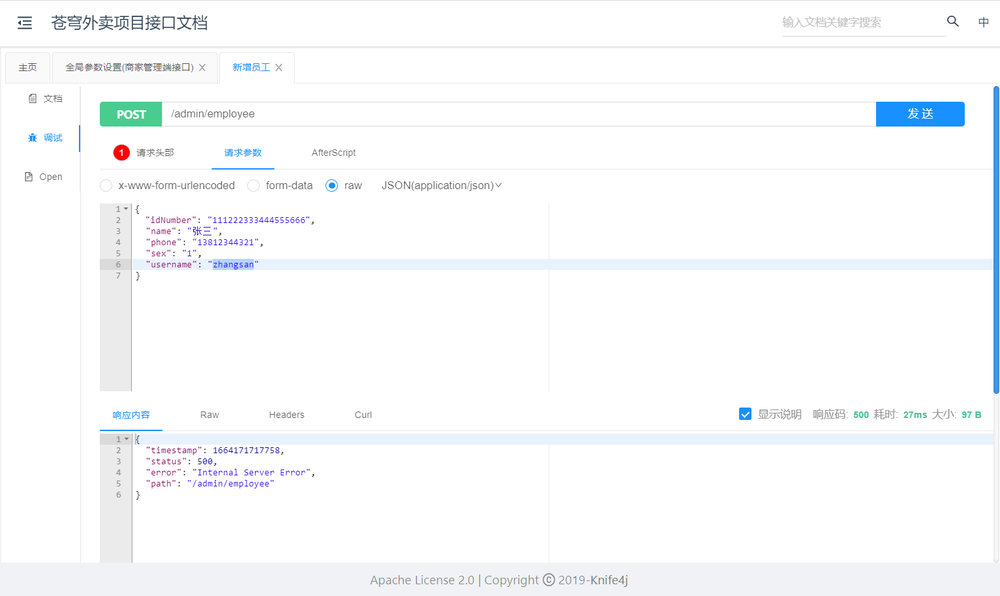 苍穹外卖项目接口文档
输入文档关键字搜索
中
主页
全局参数设置(商家管理端接口)
新增员工
文档
调试
Open
POST
/admin/employee
发 送
1 请求头部
请求参数
AfterScript
x-www-form-urlencoded
form-data
raw
JSON(application/json)
1 {
2 "idNumber": "111222333444555666",
3 "name": "张三",
4 "phone": "13812344321",
5 "sex": "1",
6 "username": "zhangsan"
7 }
响应内容
Raw
Headers
Curl
显示说明
响应码: 500 耗时: 27ms 大小: 97 B
1 {
2 "timestamp": 1664171717758,
3 "status": 500,
4 "error": "Internal Server Error",
5 "path": "/admin/employee"
6 }
Apache License 2.0 | Copyright © 2019-Knife4j